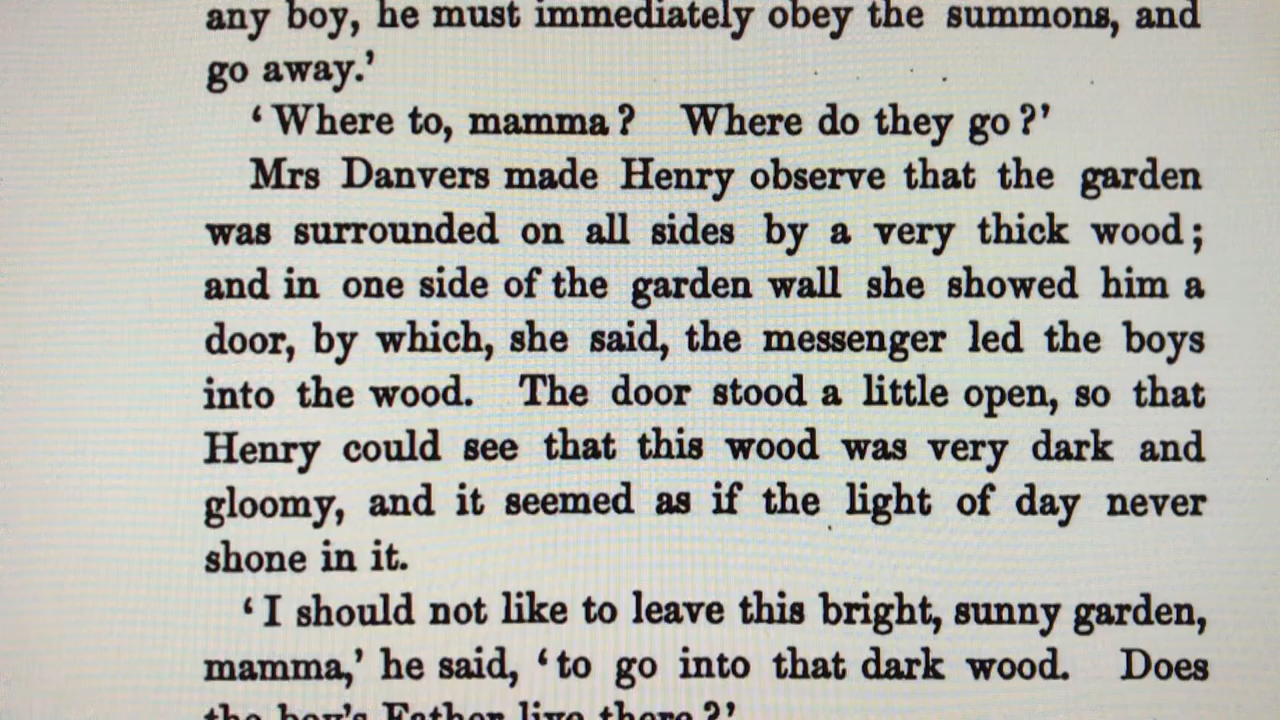 any boy, he must immediately obey the summons, and
go away.’
‘Where to, mamma? Where do they go?’
Mrs Danvers made Henry observe that the garden
was surrounded on all sides by a very thick wood;
and in one side of the garden wall she showed him a
door, by which, she said, the messenger led the boys
into the wood. The door stood a little open, so that
Henry could see that this wood was very dark and
gloomy, and it seemed as if the light of day never
shone in it.
‘I should not like to leave this bright, sunny garden,
mamma,’ he said, ‘to go into that dark wood. Does
the boy's Father live there?’